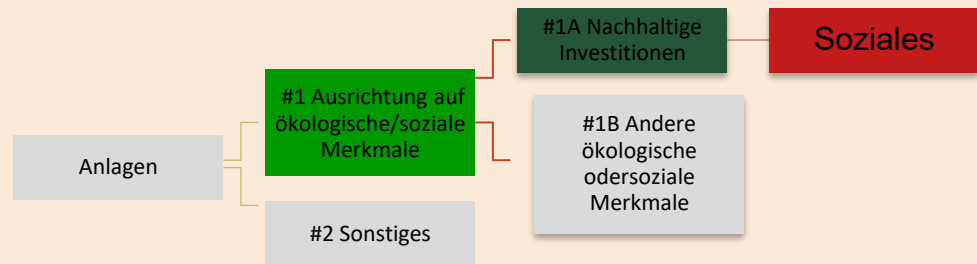 #1A Nachhaltige
Investitionen
Soziales
#1 Ausrichtung auf
ökologische/soziale
Merkmale
#1B Andere
ökologische
odersoziale
Merkmale
Anlagen
#2 Sonstiges